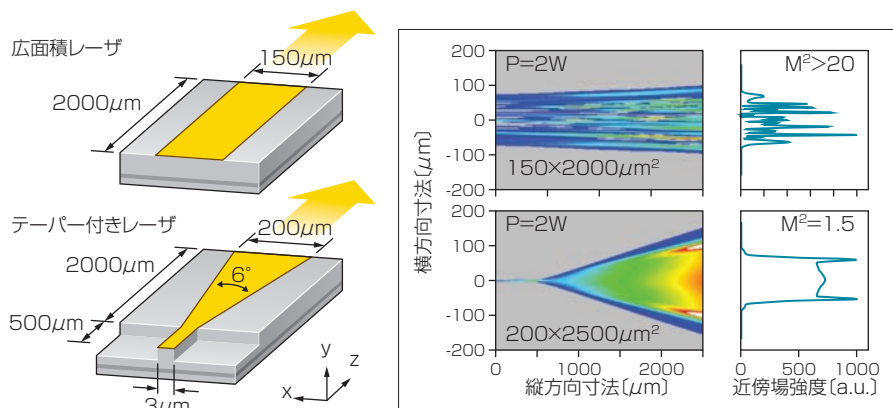 広面積レーザ
150μm
2000μm
テーパー付きレーザ
200μm
2000μm
6°
500μm
3μm
x
y
z
横方向寸法〔μm〕
200
100
0
-100
-200
P=2W
150×2000μm²
M²>20
200
100
0
-100
-200
P=2W
200×2500μm²
M²=1.5
0
1000
2000
縦方向寸法〔μm〕
0
500
1000
近傍場強度〔a.u.〕